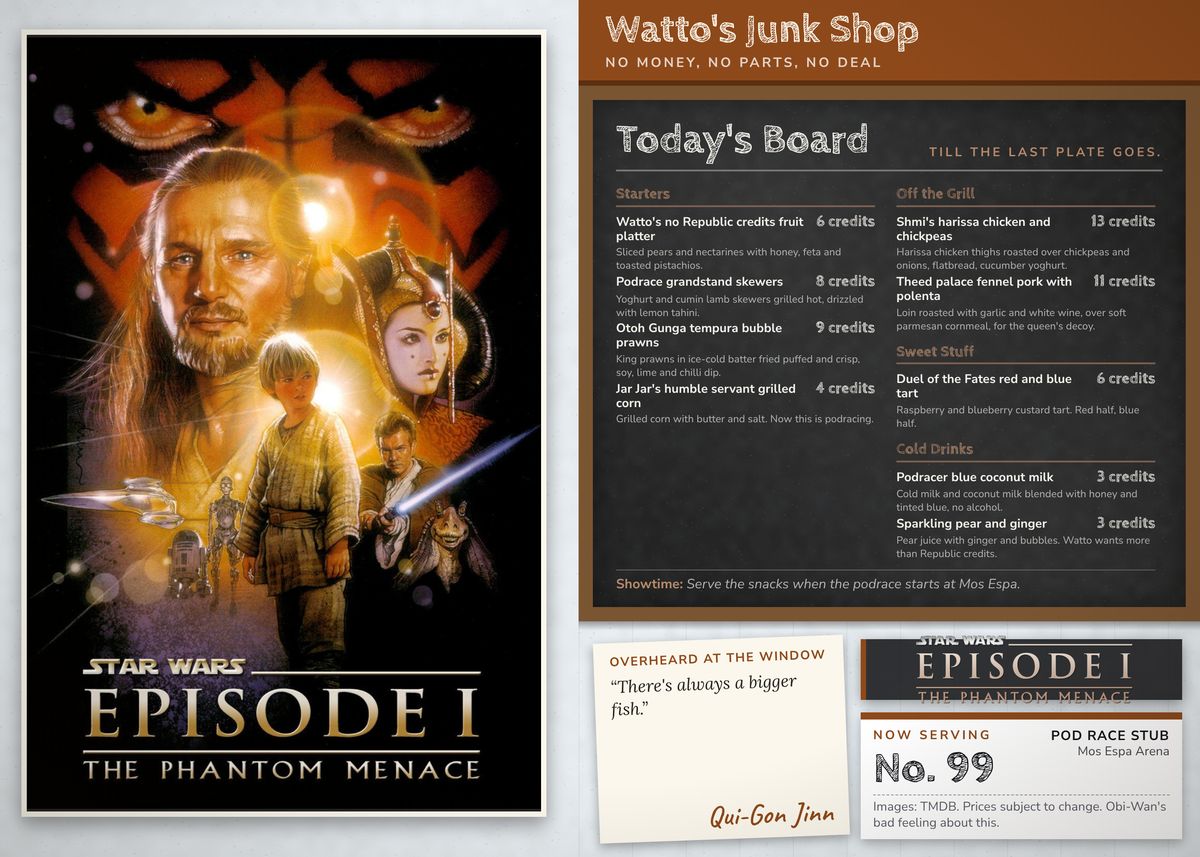 STAR WARS
EPISODE I
THE PHANTOM MENACE
Watto's Junk Shop
NO MONEY, NO PARTS, NO DEAL
Today's Board
TILL THE LAST PLATE GOES.
Starters
Watto's no Republic credits fruit 6 credits
platter
Sliced pears and nectarines with honey, feta and
toasted pistachios.
Podrace grandstand skewers 8 credits
Yoghurt and cumin lamb skewers grilled hot, drizzled
with lemon tahini.
Otoh Gunga tempura bubble 9 credits
prawns
King prawns in ice-cold batter fried puffed and crisp,
soy, lime and chilli dip.
Jar Jar's humble servant grilled 4 credits
corn
Grilled corn with butter and salt. Now this is podracing.
Off the Grill
Shmi's harissa chicken and 13 credits
chickpeas
Harissa chicken thighs roasted over chickpeas and
onions, flatbread, cucumber yoghurt.
Theed palace fennel pork with 11 credits
polenta
Loin roasted with garlic and white wine, over soft
parmesan cornmeal, for the queen's decoy.
Sweet Stuff
Duel of the Fates red and blue 6 credits
tart
Raspberry and blueberry custard tart. Red half, blue
half.
Cold Drinks
Podracer blue coconut milk 3 credits
Cold milk and coconut milk blended with honey and
tinted blue, no alcohol.
Sparkling pear and ginger 3 credits
Pear juice with ginger and bubbles. Watto wants more
than Republic credits.
Showtime: Serve the snacks when the podrace starts at Mos Espa.
OVERHEARD AT THE WINDOW
“There's always a bigger
fish.”
Qui-Gon Jinn
STAR WARS
EPISODE I
THE PHANTOM MENACE
NOW SERVING
No. 99
POD RACE STUB
Mos Espa Arena
Images: TMDB. Prices subject to change. Obi-Wan's
bad feeling about this.